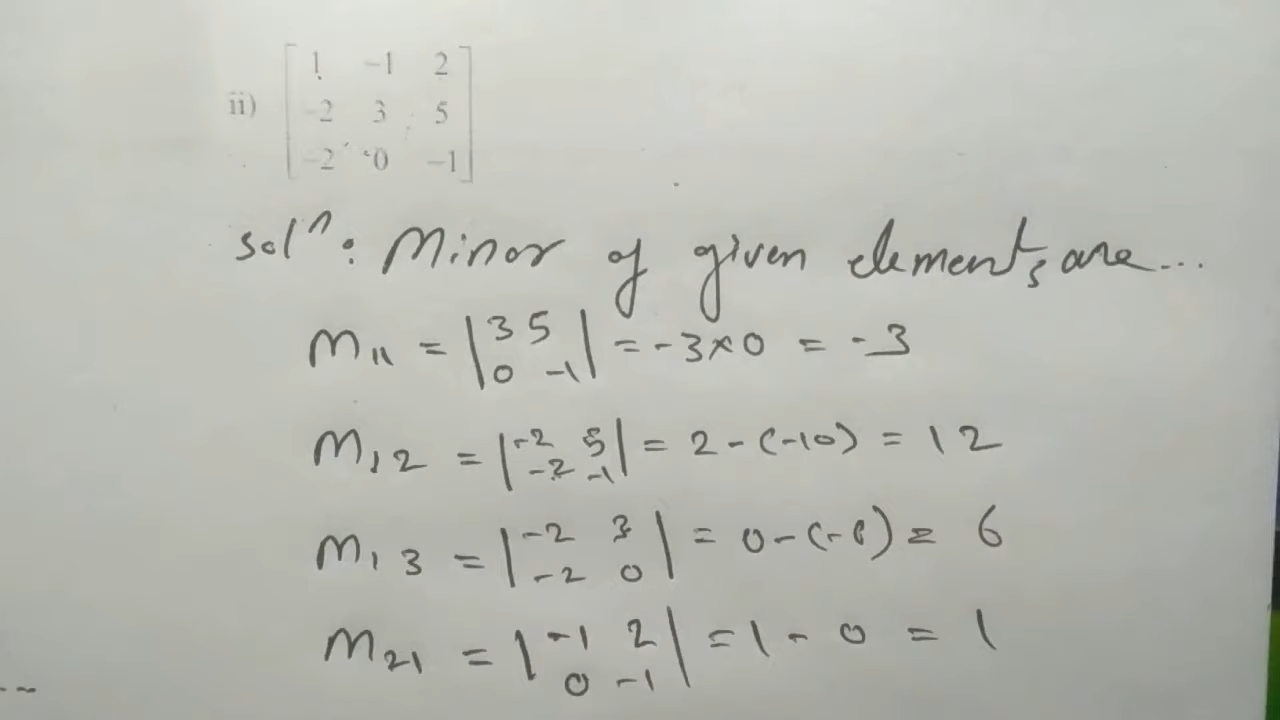 1 -1 2
ii) -2 3 5
-2 0 -1
solⁿ: Minor of given elements are...
M₁₁ = |3 5| = -3×0 = -3
|0 -1|
M₁₂ = |-2 5| = 2-(-10) = 12
|-2 -1|
M₁₃ = |-2 3| = 0-(-6) = 6
|-2 0|
M₂₁ = |-1 2| = 1-0 = 1
|0 -1|